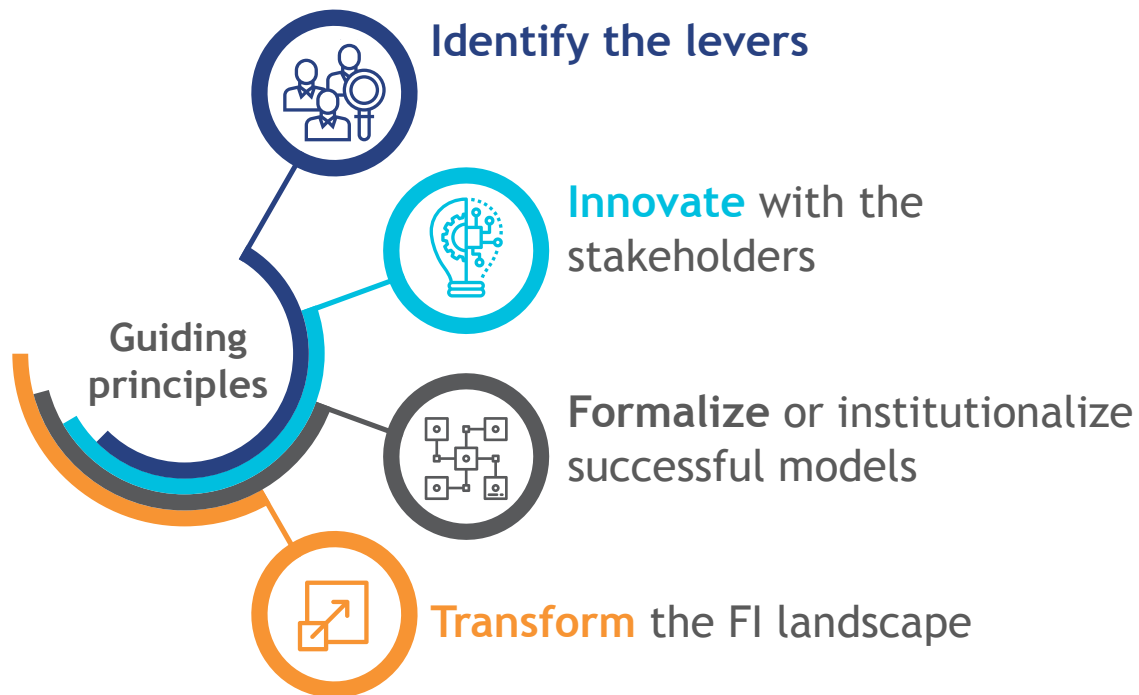 Identify the levers
Innovate with the
stakeholders
Guiding
principles
Formalize or institutionalize
successful models
Transform the FI landscape